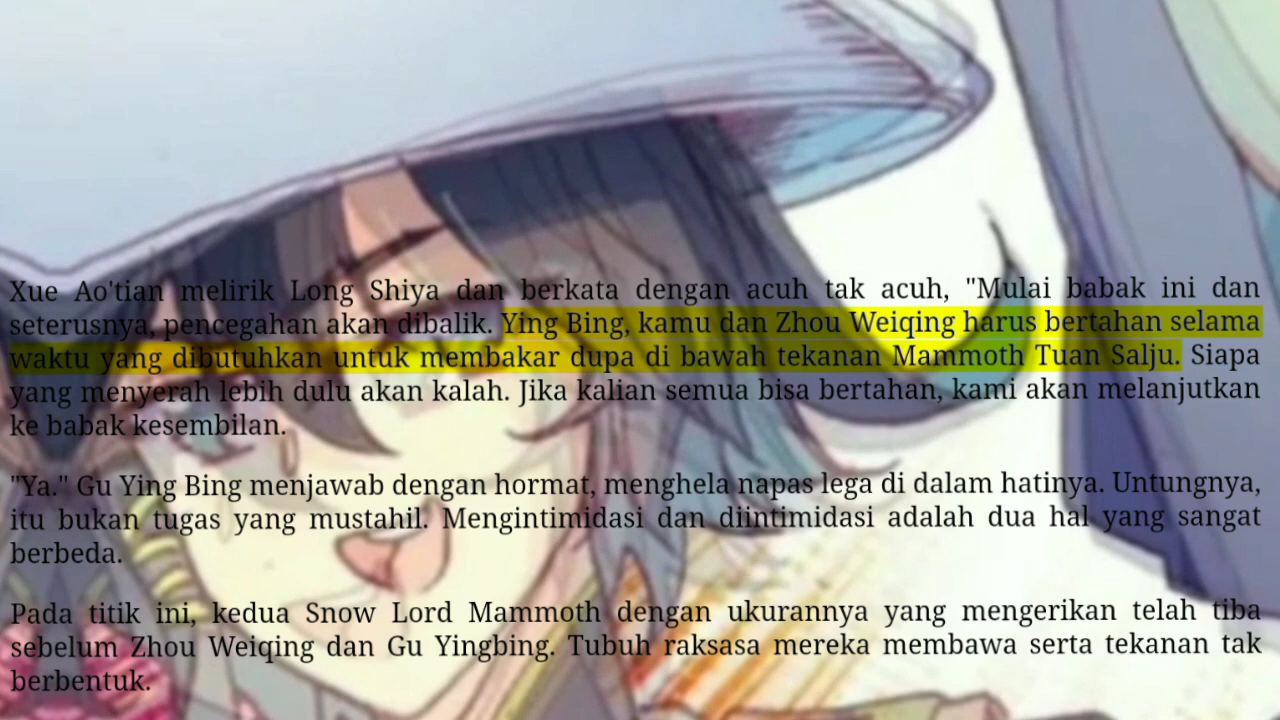 Xue Ao'tian melirik Long Shiya dan berkata dengan acuh tak acuh, "Mulai babak ini dan
seterusnya, pencegahan akan dibalik. Ying Bing, kamu dan Zhou Weiqing harus bertahan selama
waktu yang dibutuhkan untuk membakar dupa di bawah tekanan Mammoth Tuan Salju. Siapa
yang menyerah lebih dulu akan kalah. Jika kalian semua bisa bertahan, kami akan melanjutkan
ke babak kesembilan.
"Ya." Gu Ying Bing menjawab dengan hormat, menghela napas lega di dalam hatinya. Untungnya,
itu bukan tugas yang mustahil. Mengintimidasi dan diintimidasi adalah dua hal yang sangat
berbeda.
Pada titik ini, kedua Snow Lord Mammoth dengan ukurannya yang mengerikan telah tiba
sebelum Zhou Weiqing dan Gu Yingbing. Tubuh raksasa mereka membawa serta tekanan tak
berbentuk.